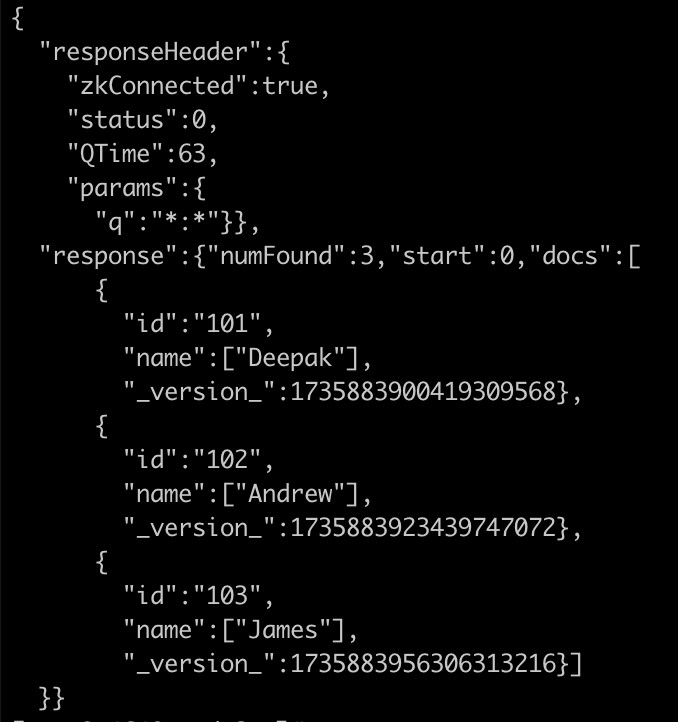 {
  "responseHeader":{
    "zkConnected":true,
    "status":0,
    "QTime":63,
    "params":{
      "q":"*:*"}},
  "response":{"numFound":3,"start":0,"docs":[
      {
        "id":"101",
        "name":["Deepak"],
        "_version_":1735883900419309568},
      {
        "id":"102",
        "name":["Andrew"],
        "_version_":1735883923439747072},
      {
        "id":"103",
        "name":["James"],
        "_version_":1735883956306313216}]
  }}